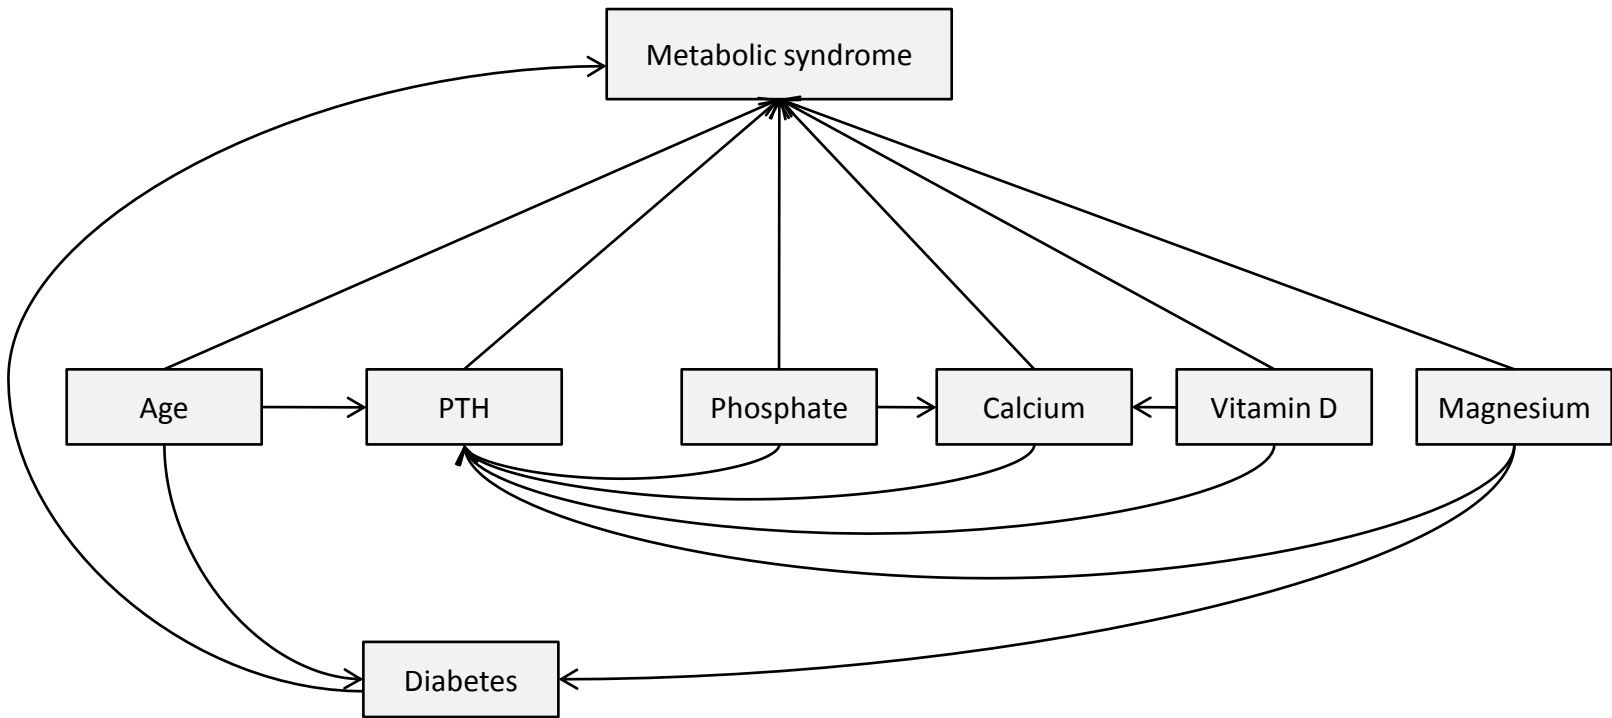 Metabolic syndrome
Age
PTH
Phosphate
Calcium
Vitamin D
Magnesium
Diabetes